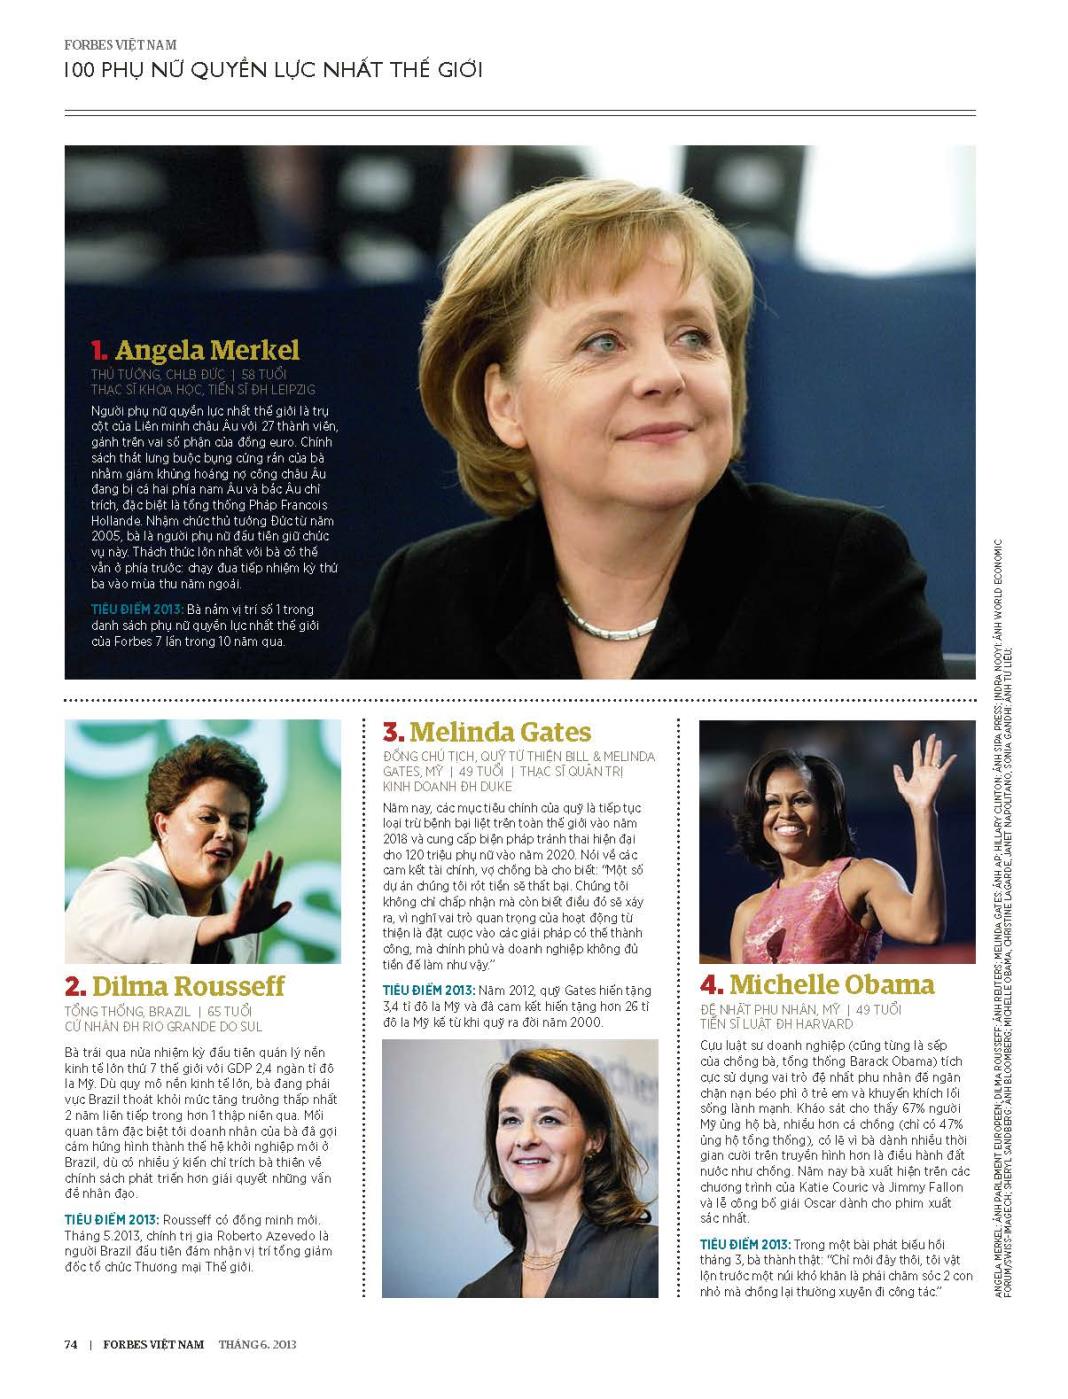 FORBES VIỆT NAM
100 PHỤ NỮ QUYỀN LỰC NHẤT THẾ GIỚI
1. Angela Merkel
THỦ TƯỚNG, CHLB ĐỨC | 58 TUỔI
THẠC SĨ KHOA HỌC, TIẾN SĨ ĐH LEIPZIG
Người phụ nữ quyền lực nhất thế giới là trụ
cột của Liên minh châu Âu với 27 thành viên,
gánh trên vai số phận của đồng euro. Chính
sách thắt lưng buộc bụng cứng rắn của bà
nhằm giảm khủng hoảng nợ công châu Âu
đang bị cả hai phía nam Âu và bắc Âu chỉ
trích, đặc biệt là tổng thống Pháp Francois
Hollande. Nhậm chức thủ tướng Đức từ năm
2005, bà là người phụ nữ đầu tiên giữ chức
vụ này. Thách thức lớn nhất với bà có thể
vẫn ở phía trước: chạy đua tiếp nhiệm kỳ thứ
ba vào mùa thu năm ngoái.
TIÊU ĐIỂM 2013: Bà nắm vị trí số 1 trong
danh sách phụ nữ quyền lực nhất thế giới
của Forbes 7 lần trong 10 năm qua.
2. Dilma Rousseff
TỔNG THỐNG, BRAZIL | 65 TUỔI
CỬ NHÂN ĐH RIO GRANDE DO SUL
Bà trải qua nửa nhiệm kỳ đầu tiên quản lý nền
kinh tế lớn thứ 7 thế giới với GDP 2,4 ngàn tỉ đô
la Mỹ. Dù quy mô nền kinh tế lớn, bà đang phải
vực Brazil thoát khỏi mức tăng trưởng thấp nhất
2 năm liên tiếp trong hơn 1 thập niên qua. Mối
quan tâm đặc biệt tới doanh nhân của bà đã gợi
cảm hứng hình thành thế hệ khởi nghiệp mới ở
Brazil, dù có nhiều ý kiến chỉ trích bà thiên về
chính sách phát triển hơn giải quyết những vấn
đề nhân đạo.
TIÊU ĐIỂM 2013: Rousseff có đồng minh mới.
Tháng 5.2013, chính trị gia Roberto Azevedo là
người Brazil đầu tiên đảm nhận vị trí tổng giám
đốc tổ chức Thương mại Thế giới.
3. Melinda Gates
ĐỒNG CHỦ TỊCH, QUỸ TỪ THIỆN BILL & MELINDA
GATES, MỸ | 49 TUỔI | THẠC SĨ QUẢN TRỊ
KINH DOANH ĐH DUKE
Năm nay, các mục tiêu chính của quỹ là tiếp tục
loại trừ bệnh bại liệt trên toàn thế giới vào năm
2018 và cung cấp biện pháp tránh thai hiện đại
cho 120 triệu phụ nữ vào năm 2020. Nói về các
cam kết tài chính, vợ chồng bà cho biết: “Một số
dự án chúng tôi rót tiền sẽ thất bại. Chúng tôi
không chỉ chấp nhận mà còn biết điều đó sẽ xảy
ra, vì nghĩ vai trò quan trọng của hoạt động từ
thiện là đặt cược vào các giải pháp có thể thành
công, mà chính phủ và doanh nghiệp không đủ
tiền để làm như vậy.”
TIÊU ĐIỂM 2013: Năm 2012, quỹ Gates hiến tặng
3,4 tỉ đô la Mỹ và đã cam kết hiến tặng hơn 26 tỉ
đô la Mỹ kể từ khi quỹ ra đời năm 2000.
4. Michelle Obama
ĐỆ NHẤT PHU NHÂN, MỸ | 49 TUỔI
TIẾN SĨ LUẬT ĐH HARVARD
Cựu luật sư doanh nghiệp (cũng từng là sếp
của chồng bà, tổng thống Barack Obama) tích
cực sử dụng vai trò đệ nhất phu nhân để ngăn
chặn nạn béo phì ở trẻ em và khuyến khích lối
sống lành mạnh. Khảo sát cho thấy 67% người
Mỹ ủng hộ bà, nhiều hơn cả chồng (chỉ có 47%
ủng hộ tổng thống), có lẽ vì bà dành nhiều thời
gian cười trên truyền hình hơn là điều hành đất
nước như chồng. Năm nay bà xuất hiện trên các
chương trình của Katie Couric và Jimmy Fallon
và lễ công bố giải Oscar dành cho phim xuất
sắc nhất.
TIÊU ĐIỂM 2013: Trong một bài phát biểu hồi
tháng 3, bà thành thật: “Chỉ mới đây thôi, tôi vật
lộn trước một núi khó khăn là phải chăm sóc 2 con
nhỏ mà chồng lại thường xuyên đi công tác.”
ANGELA MERKEL: ẢNH PARLEMENT EUROPEEN; DILMA ROUSSEFF: ẢNH REUTERS; MELINDA GATES: ẢNH AP; HILLARY CLINTON: ẢNH SIPA PRESS; INDRA NOOYI: ẢNH WORLD ECONOMIC
FORUM/SWISS-IMAGE.CH; SHERYL SANDBERG: ẢNH BLOOMBERG; MICHELLE OBAMA, CHRISTINE LAGARDE, JANET NAPOLITANO, SONIA GANDHI: ẢNH TƯ LIỆU;
74 | FORBES VIỆT NAM THÁNG 6. 2013